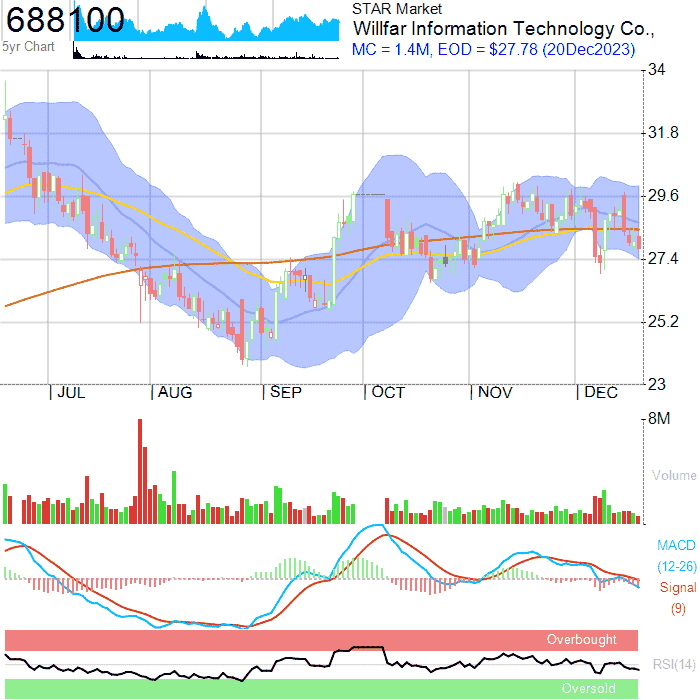 688100
5yr Chart
STAR Market
Willfar Information Technology Co.,
MC = 1.4M, EOD = $27.78 (20Dec2023)
34
31.8
29.6
27.4
25.2
23
| JUL | AUG | SEP | OCT | NOV | DEC
8M
Volume
MACD
(12-26)
Signal
(9)
Overbought
RSI(14)
Oversold